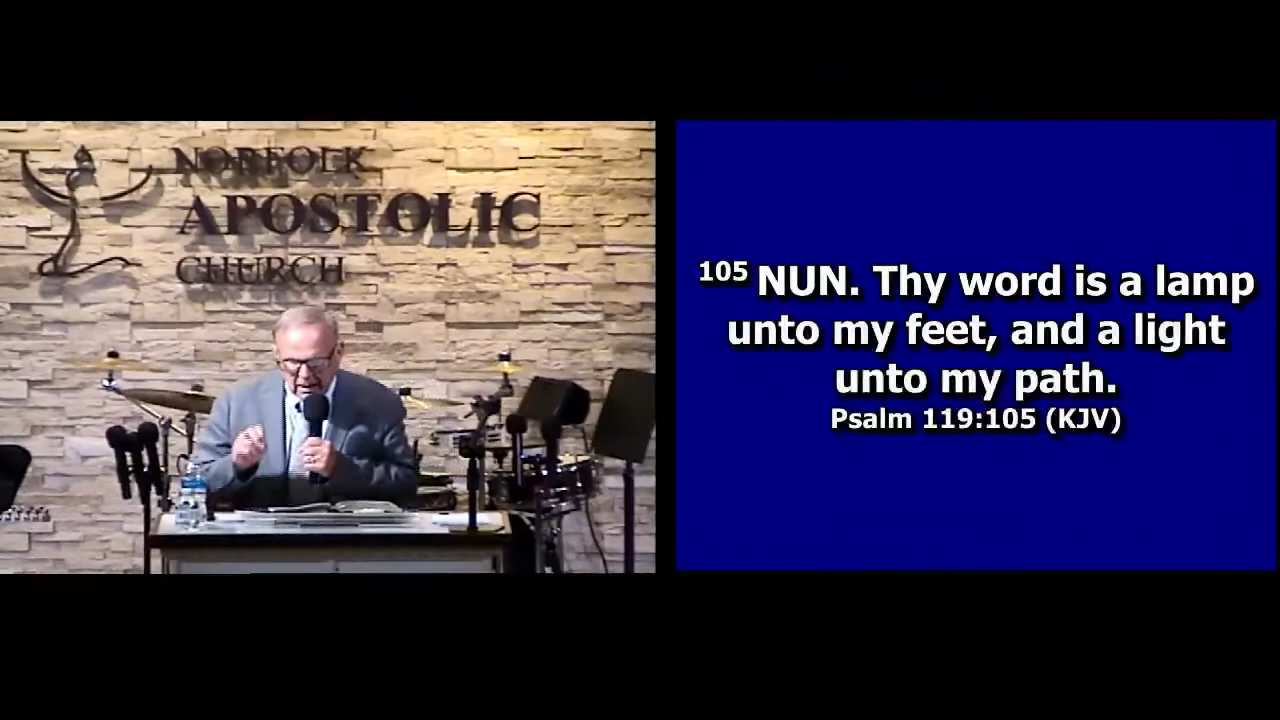 NORFOLK
APOSTOLIC
CHURCH
105 NUN. Thy word is a lamp
unto my feet, and a light
unto my path.
Psalm 119:105 (KJV)